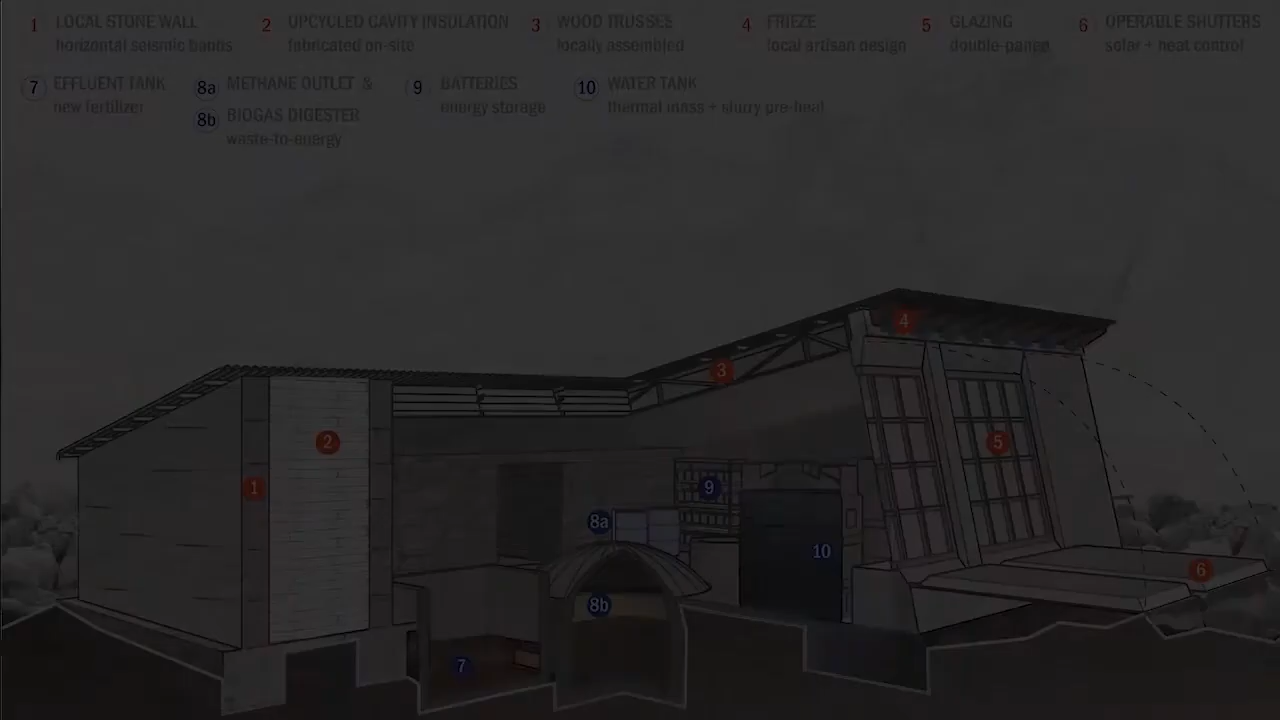 1 LOCAL STONE WALL 2 UPCYCLED CAVITY INSULATION 3 WOOD TRUSSES 4 FRIEZE 5 GLAZING 6 OPERABLE SHUTTERS
horizontal seismic bands fabricated on-site locally assembled local artisan design double-pange solar + heat control
7 EFFLUENT TANK 8a METHANE OUTLET & 9 BATTERIES 10 WATER TANK
new fertilizer energy storage thermal mass + slurry pre-heat
8b BIOGAS DIGESTER
waste-to-energy
4
3
2
5
1
9
8a
10
6
8b
7